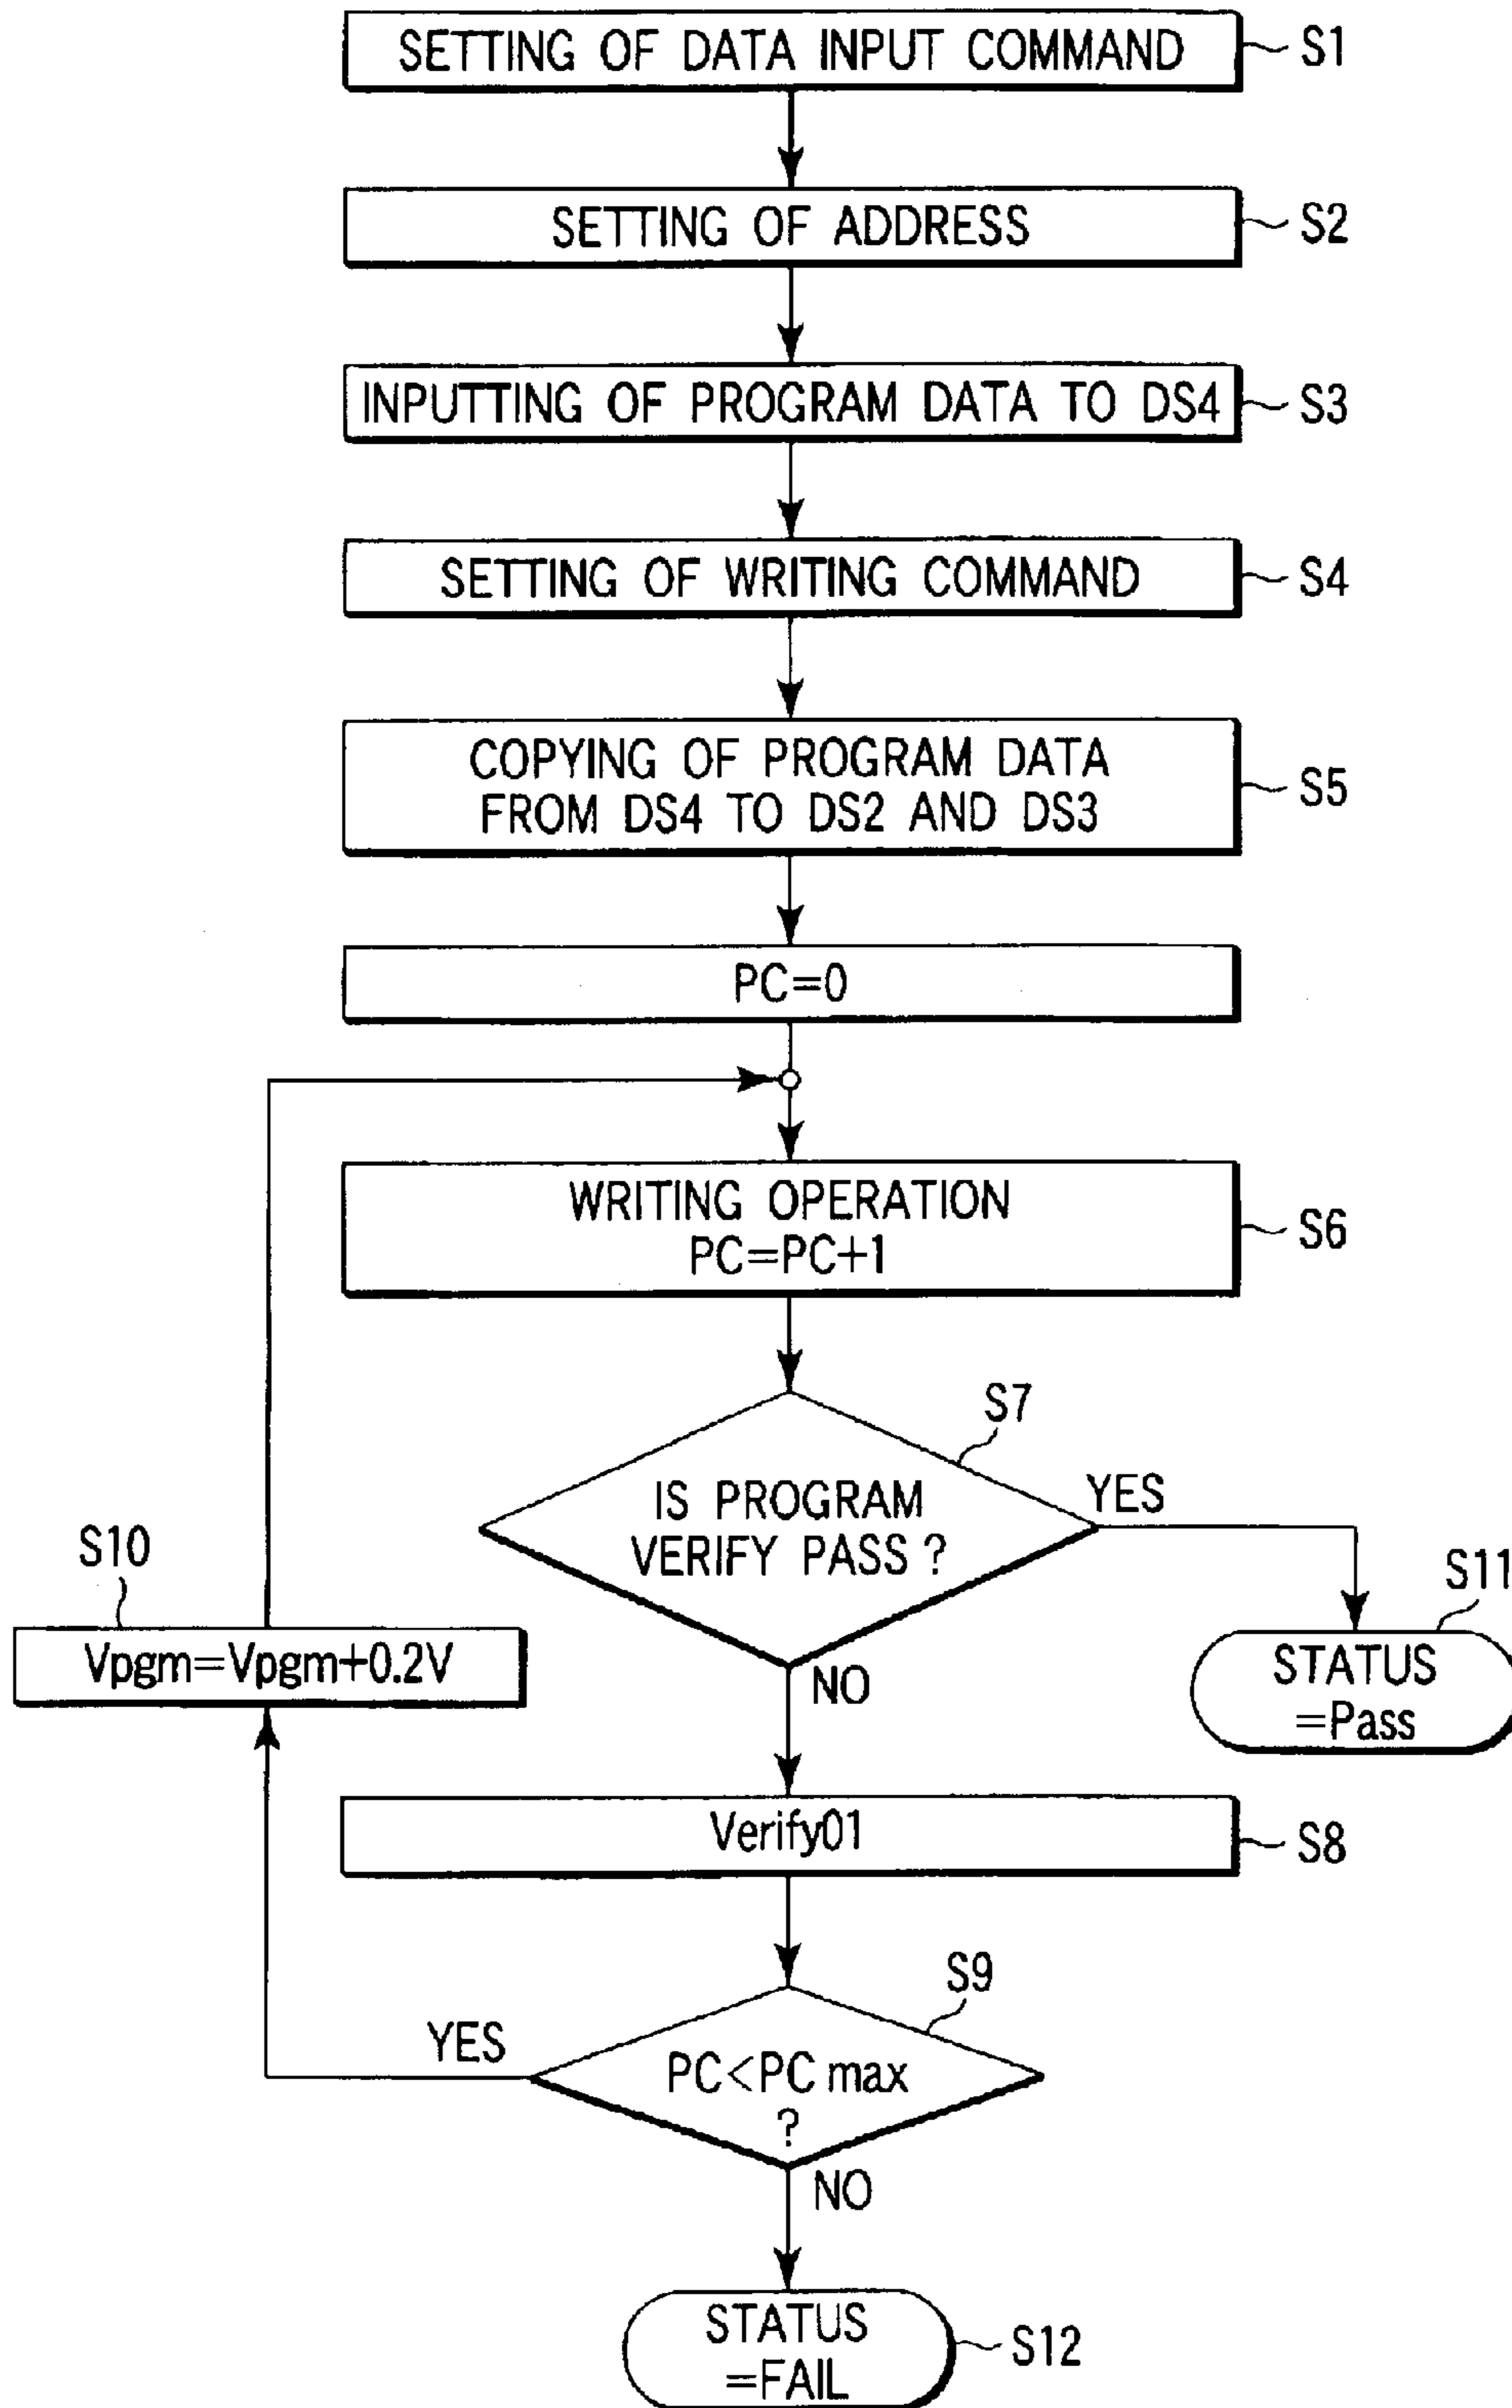 SETTING OF DATA INPUT COMMAND
S1
SETTING OF ADDRESS
S2
INPUTTING OF PROGRAM DATA TO DS4
S3
SETTING OF WRITING COMMAND
S4
COPYING OF PROGRAM DATA
FROM DS4 TO DS2 AND DS3
S5
PC=0
WRITING OPERATION
PC=PC+1
S6
S7
IS PROGRAM
VERIFY PASS ?
YES
NO
S10
Vpgm=Vpgm+0.2V
S11
STATUS
=Pass
Verify01
S8
S9
PC<PC max
?
YES
NO
STATUS
=FAIL
S12